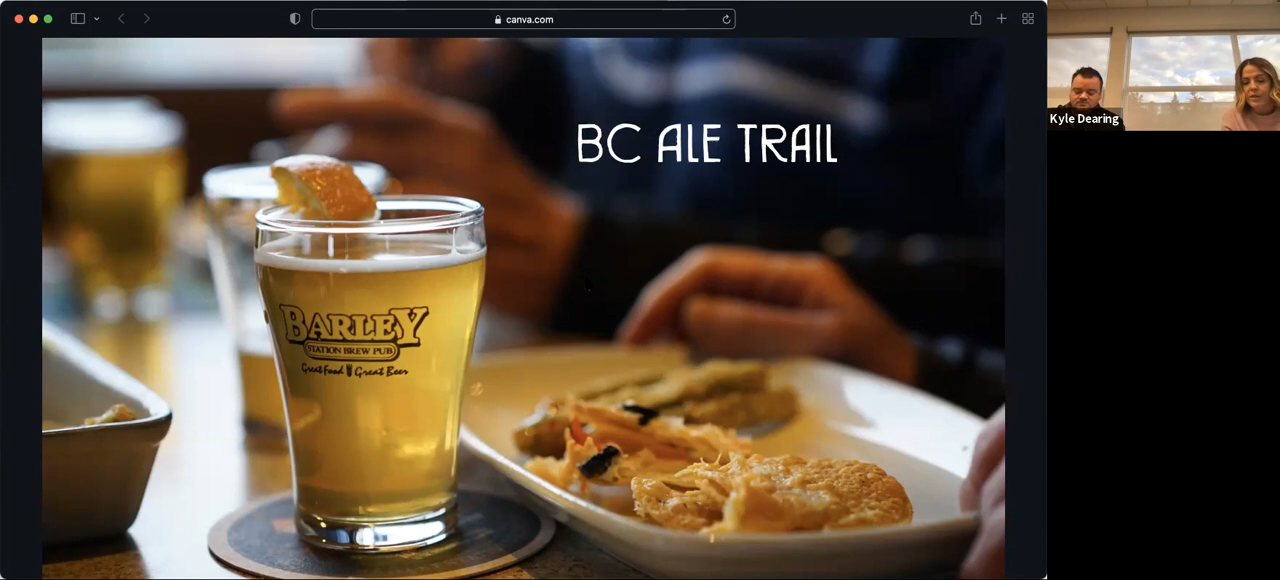 canva.com
BC ALE TRAIL
Kyle Dearing
BARLEY
STATION BREW PUB
Great Food Great Beer